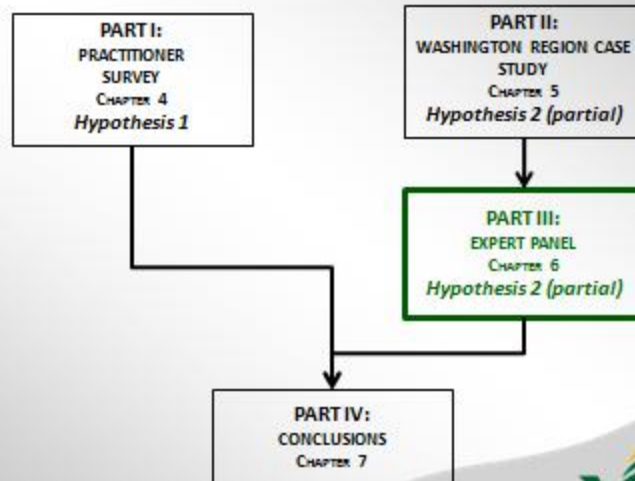 PART I:
PRACTITIONER
SURVEY
CHAPTER 4
Hypothesis 1
PART II:
WASHINGTON REGION CASE
STUDY
CHAPTER 5
Hypothesis 2 (partial)
PART III:
EXPERT PANEL
CHAPTER 6
Hypothesis 2 (partial)
PART IV:
CONCLUSIONS
CHAPTER 7